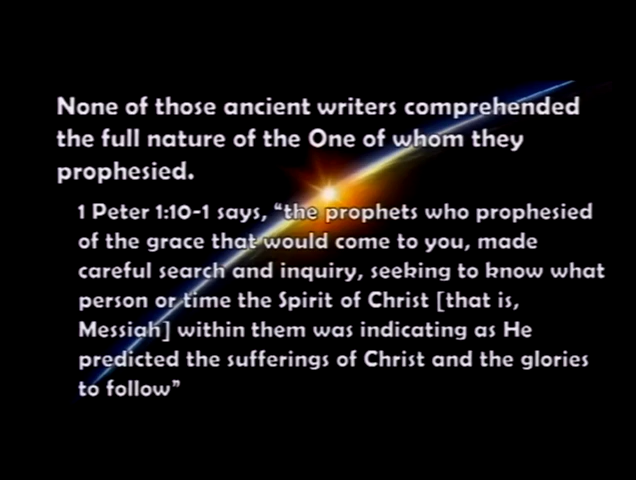 None of those ancient writers comprehended
the full nature of the One of whom they
prophesied.
1 Peter 1:10-1 says, “the prophets who prophesied
of the grace that would come to you, made
careful search and inquiry, seeking to know what
person or time the Spirit of Christ [that is,
Messiah] within them was indicating as He
predicted the sufferings of Christ and the glories
to follow”